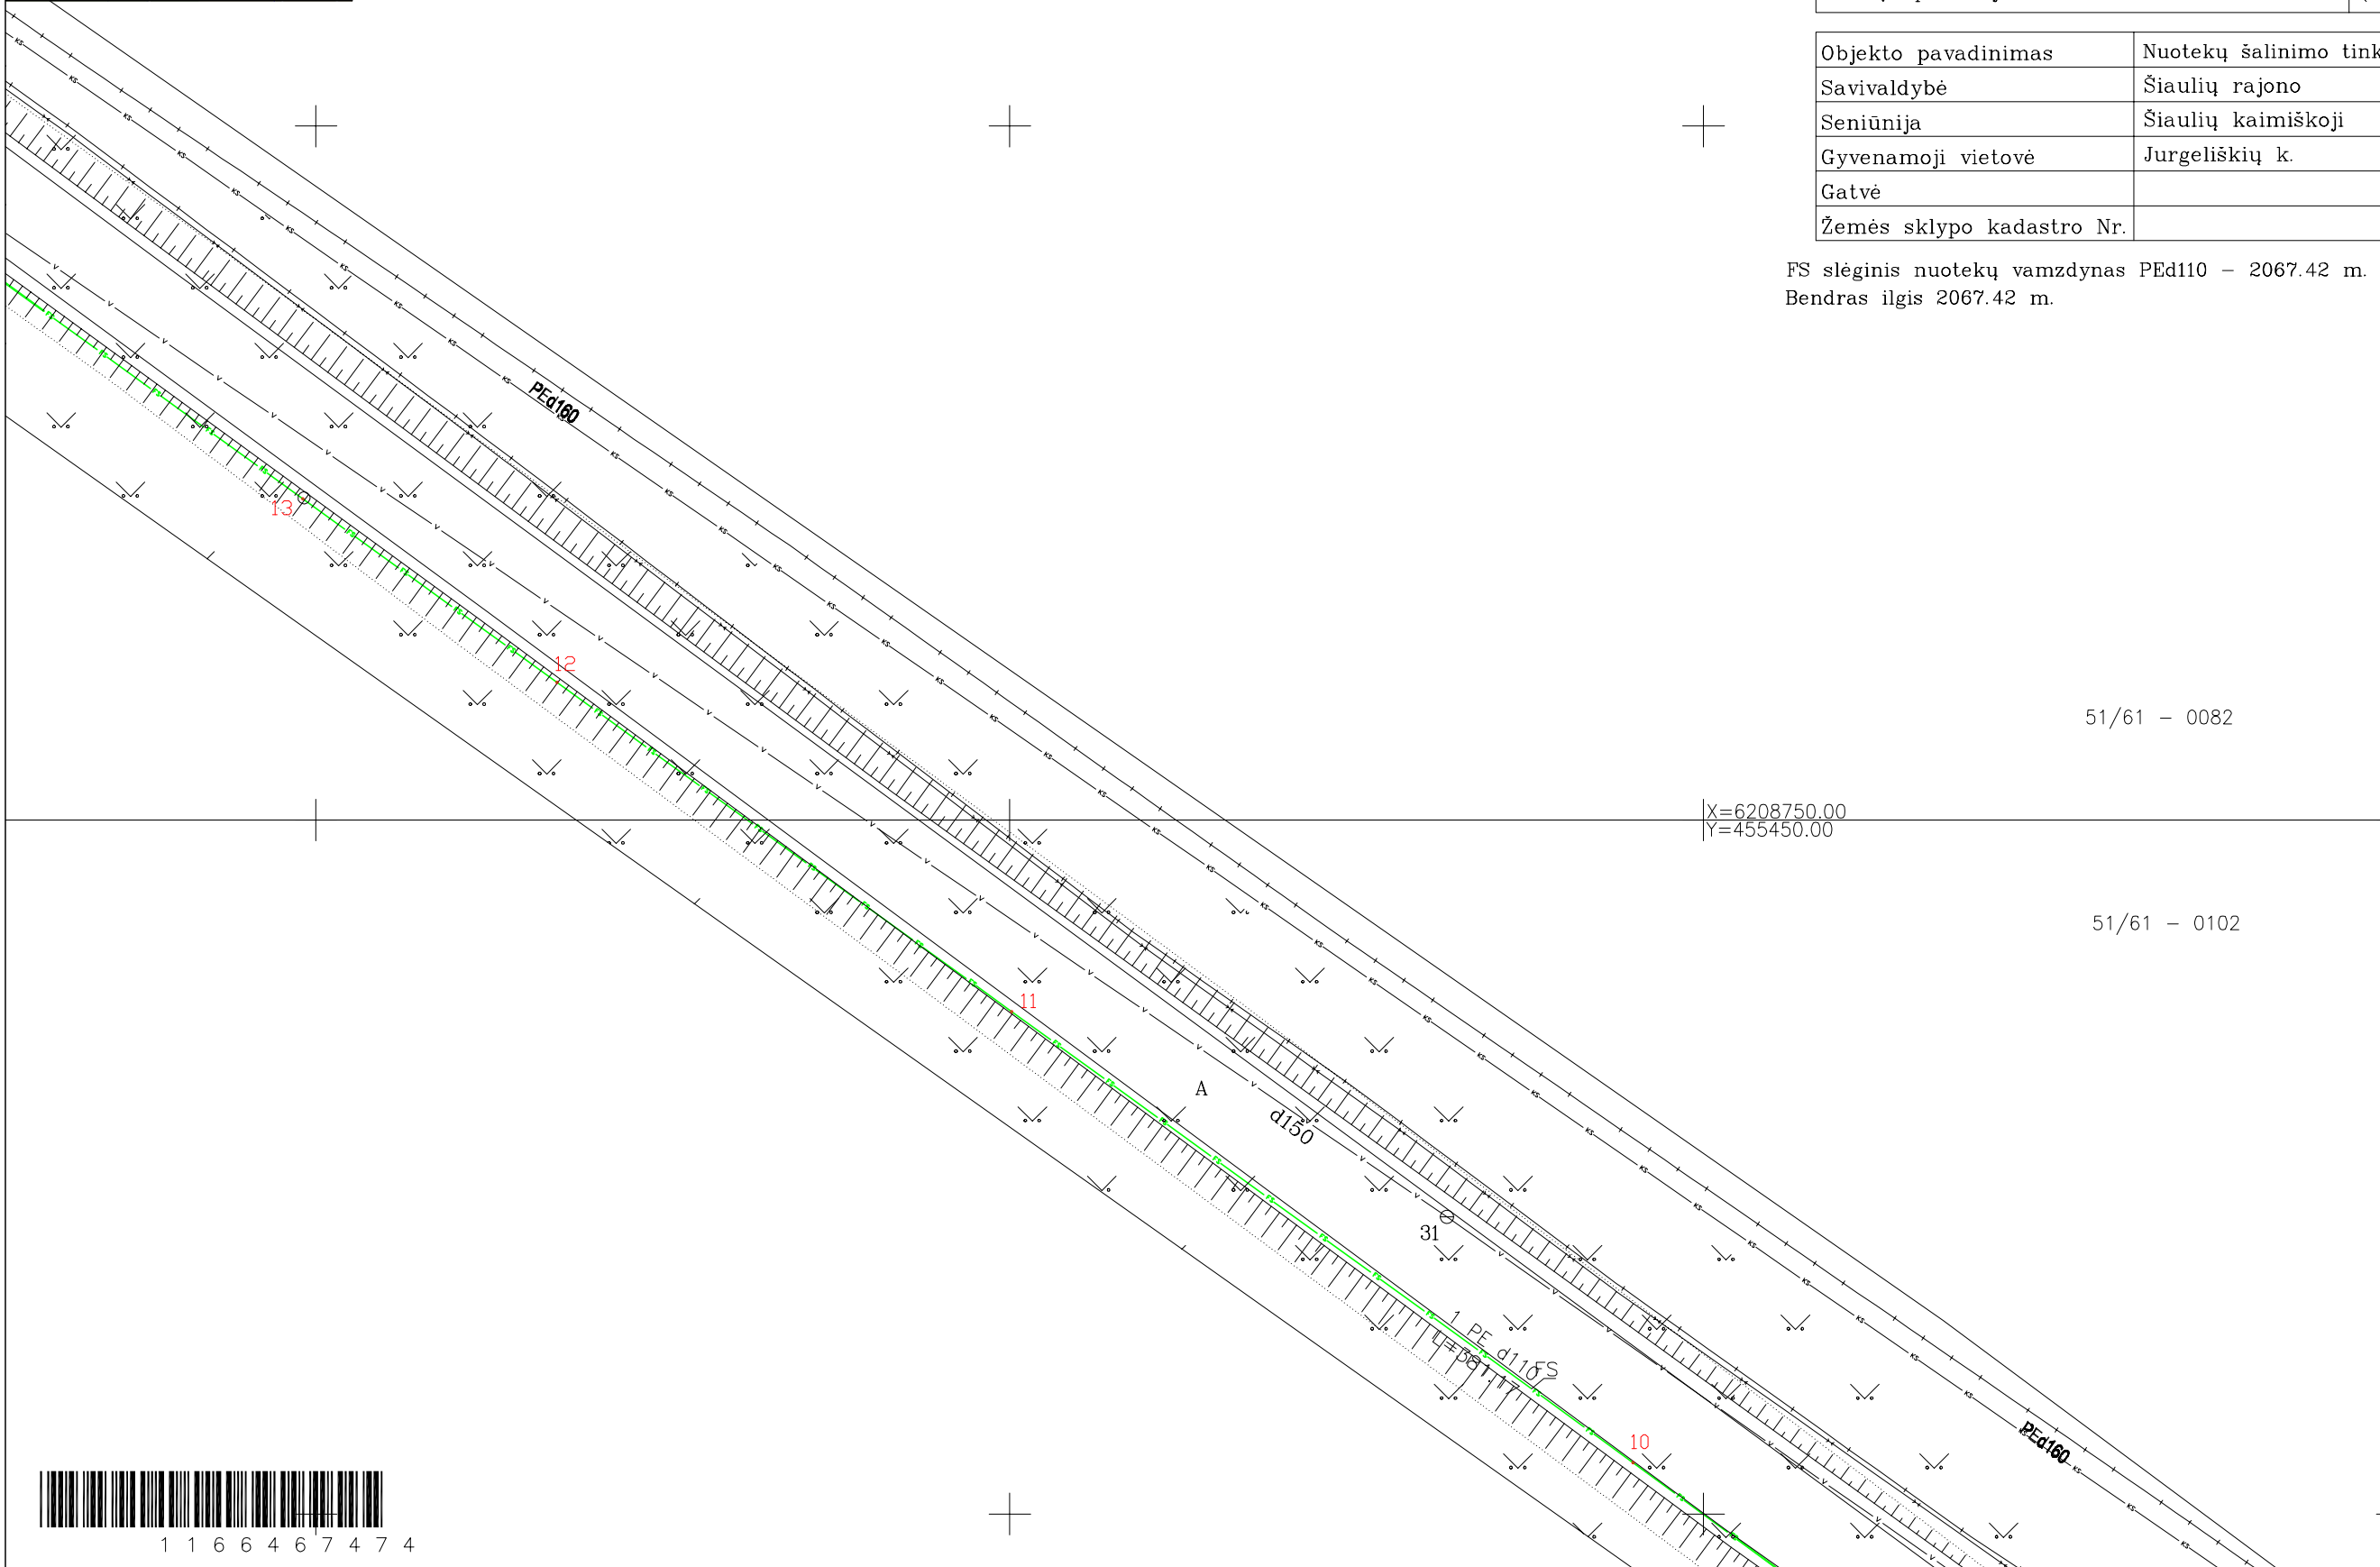 Objekto pavadinimas Nuotekų šalinimo tink
Savivaldybė Šiaulių rajono
Seniūnija Šiaulių kaimiškoji
Gyvenamoji vietovė Jurgeliškių k.
Gatvė
Žemės sklypo kadastro Nr.
FS slėginis nuotekų vamzdynas PEd110 – 2067.42 m.
Bendras ilgis 2067.42 m.
PEd160
13
12
51/61 – 0082
X=6208750.00
Y=455450.00
51/61 – 0102
11
A
d150
31
1 PE d110
L=381.17
FS
10
PEd160
1 1 6 6 4 6 7 4 7 4